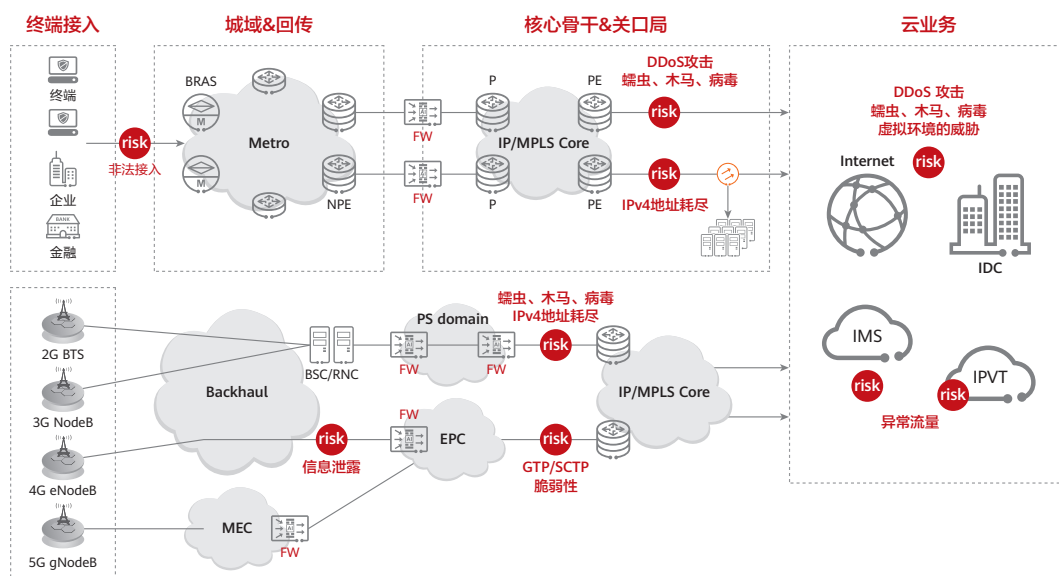 终端接入
城域&回传
核心骨干&关口局
云业务
终端
企业
BANK
金融
risk
非法接入
BRAS
M
M
Metro
NPE
FW
FW
P
PE
IP/MPLS Core
P
PE
AI
AI
DDoS攻击
蠕虫、木马、病毒
risk
risk
IPv4地址耗尽
DDoS 攻击
蠕虫、木马、病毒
虚拟环境的威胁
Internet
risk
IDC
IMS
risk
IPVT
risk
异常流量
2G BTS
3G NodeB
4G eNodeB
5G gNodeB
Backhaul
BSC/RNC
PS domain
AI
AI
FW
FW
蠕虫、木马、病毒
IPv4地址耗尽
risk
IP/MPLS Core
risk
信息泄露
FW
AI
EPC
risk
GTP/SCTP
脆弱性
MEC
AI
FW